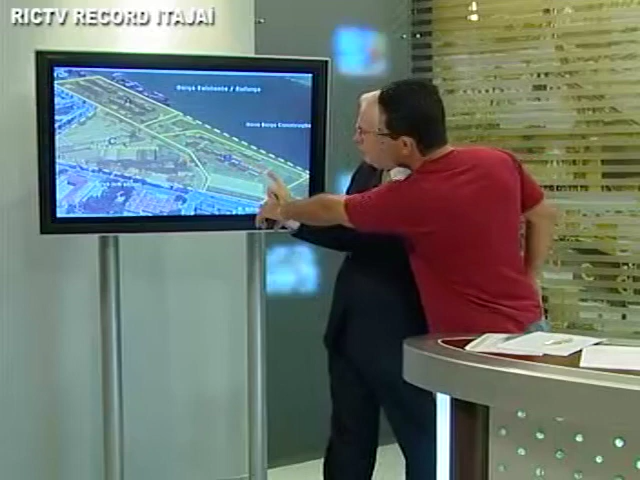 RICTV RECORD ITAJAÍ
Berço Existente / Reforço
Novo Berço Construção